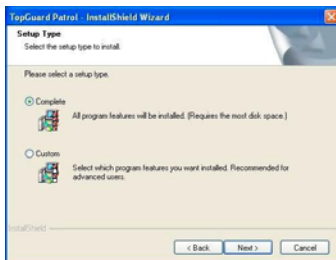 TopGuard Patrol - InstallShield Wizard
Setup Type
Select the setup type to install.
Please select a setup type.
Complete
All program features will be installed. (Requires the most disk space.)
Custom
Select which program features you want installed. Recommended for
advanced users.
InstallShield
< Back
Next >
Cancel